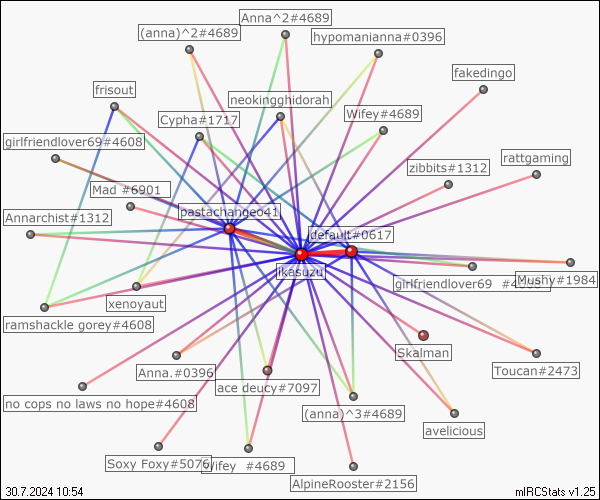 Anna^2#4689
(anna)^2#4689
hypomanianna#0396
fakedingo
frisout
neokingghidorah
Cypha#1717
Wifey#4689
girlfriendlover69#4608
zibbits#1312
rattgaming
Mad #6901
Annarchist#1312
pastachangeo41
default#0617
ikasuzu
girlfriendlover69
Mushy#1984
xenoyaut
ramshackle gorey#4608
Skalman
Anna.#0396
Toucan#2473
ace deucy#7097
no cops no laws no hope#4608
(anna)^3#4689
avelicious
Soxy Foxy#5076
Wifey #4689
AlpineRooster#2156
30.7.2024 10:54
mIRCStats v1.25